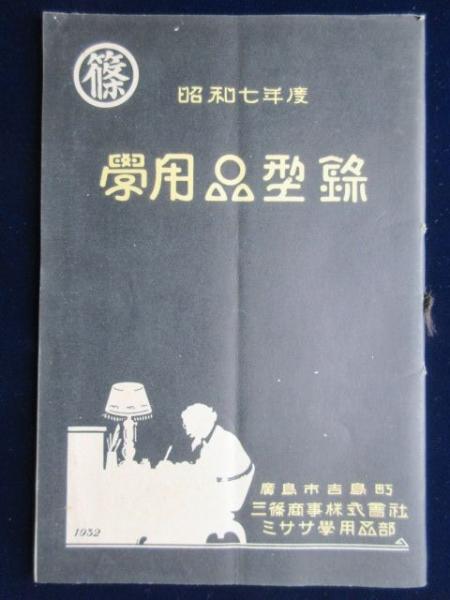 篠
昭和七年度
學用品型錄
廣島市吉島町
三篠商事株式會社
ミササ學用品部
1932